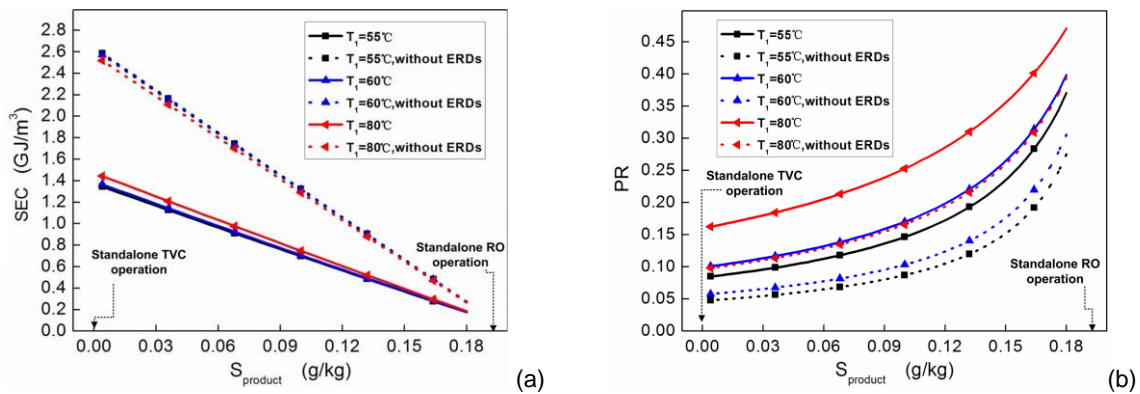 2.8
2.6
2.4
2.2
2.0
1.8
1.6
1.4
1.2
1.0
0.8
0.6
0.4
0.2
0.0
SEC (GJ/m³)
T₁=55℃
T₁=55℃,without ERDs
T₁=60℃
T₁=60℃,without ERDs
T₁=80℃
T₁=80℃,without ERDs
Standalone TVC
operation
Standalone RO
operation
0.00 0.03 0.06 0.09 0.12 0.15 0.18
S product (g/kg)
(a)
0.45
0.40
0.35
0.30
0.25
0.20
0.15
0.10
0.05
0.00
PR
T₁=55℃
T₁=55℃,without ERDs
T₁=60℃
T₁=60℃,without ERDs
T₁=80℃
T₁=80℃,without ERDs
Standalone TVC
operation
Standalone RO
operation
0.00 0.03 0.06 0.09 0.12 0.15 0.18
S product (g/kg)
(b)